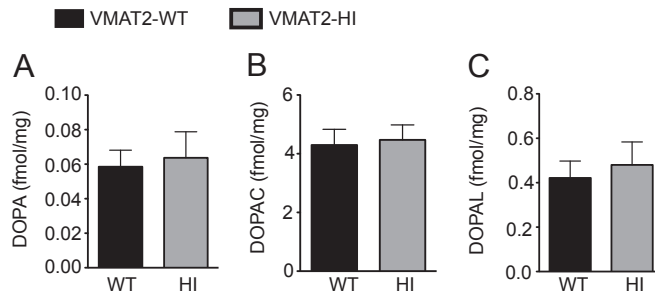 VMAT2-WT VMAT2-HI
A
DOPA (fmol/mg)
0.10
0.08
0.06
0.04
0.02
0.00
WT HI
B
DOPAC (fmol/mg)
6
4
2
0
WT HI
C
DOPAL (fmol/mg)
0.8
0.6
0.4
0.2
0.0
WT HI